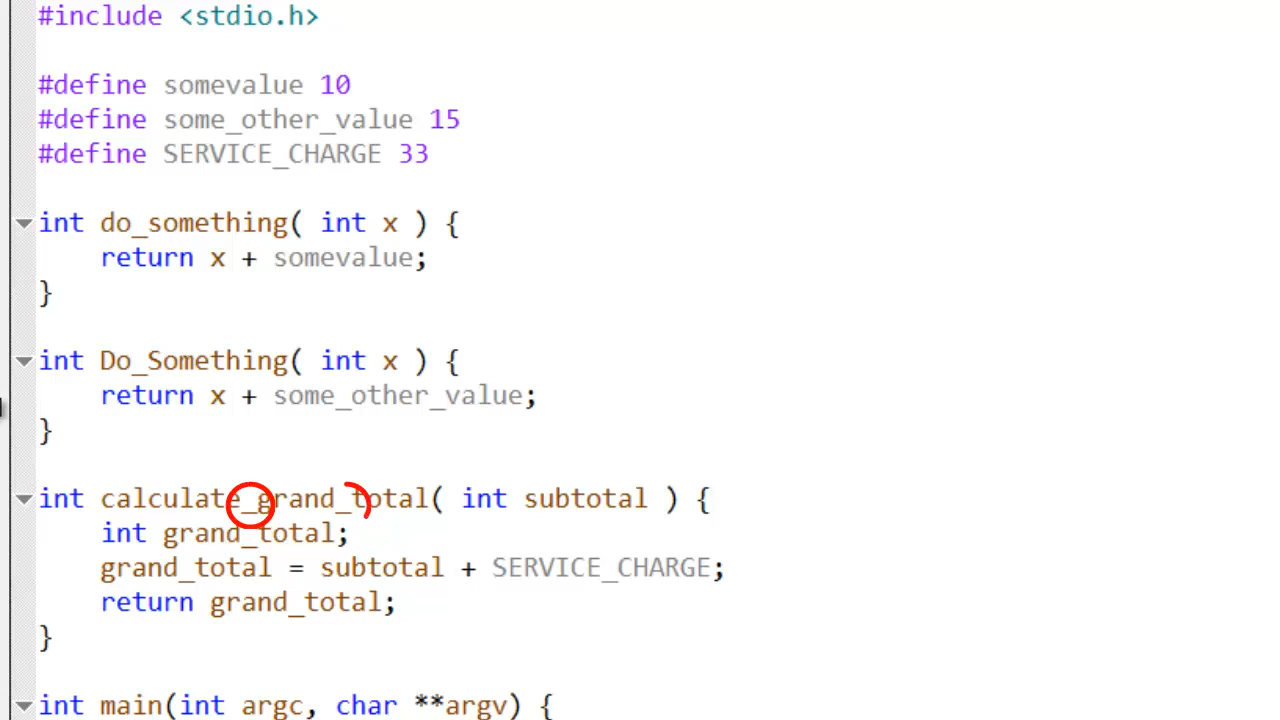 #include <stdio.h>
#define somevalue 10
#define some_other_value 15
#define SERVICE_CHARGE 33
int do_something( int x ) {
    return x + somevalue;
}
int Do_Something( int x ) {
    return x + some_other_value;
}
int calculate_grand_total( int subtotal ) {
    int grand_total;
    grand_total = subtotal + SERVICE_CHARGE;
    return grand_total;
}
int main(int argc, char **argv) {